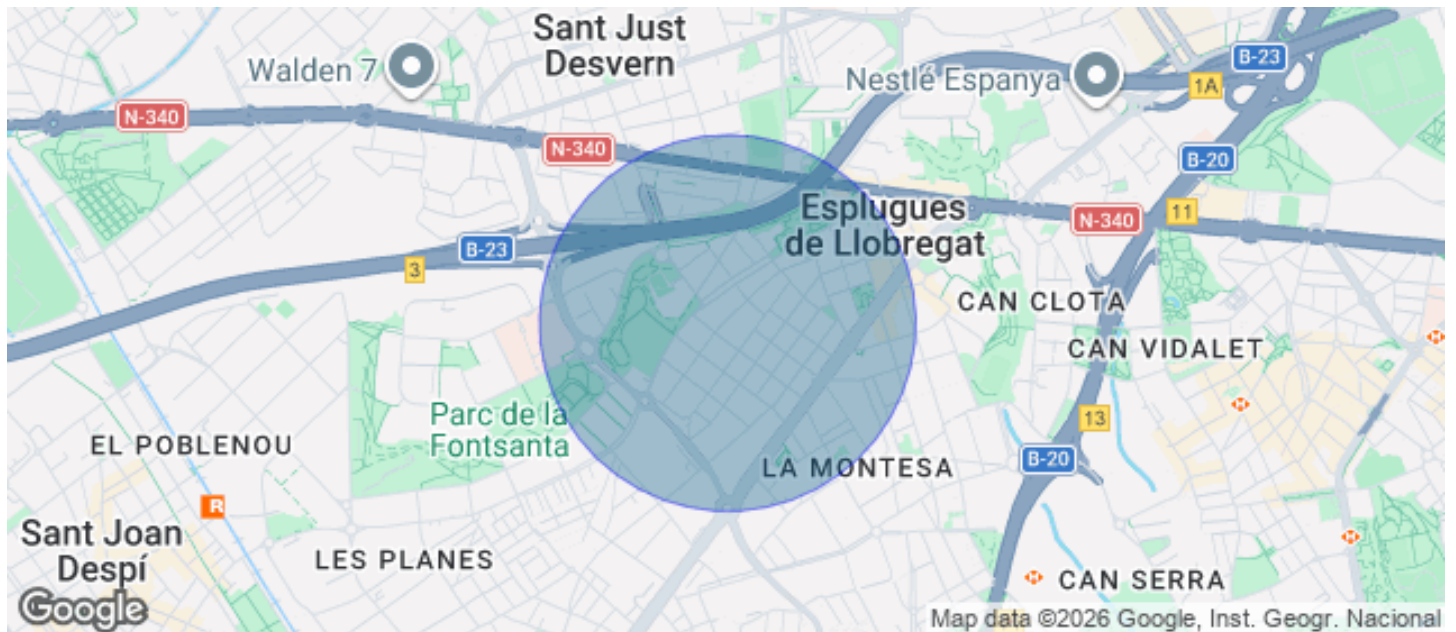 Sant Just
Desvern
Walden 7
Nestlé Espanya
B-23
1A
N-340
N-340
B-20
Esplugues
de Llobregat
N-340
11
B-23
3
CAN CLOTA
CAN VIDALET
Parc de la
Fontsanta
13
EL POBLENOU
LA MONTESA
B-20
R
Sant Joan
Despí
LES PLANES
CAN SERRA
Google
Map data ©2026 Google, Inst. Geogr. Nacional